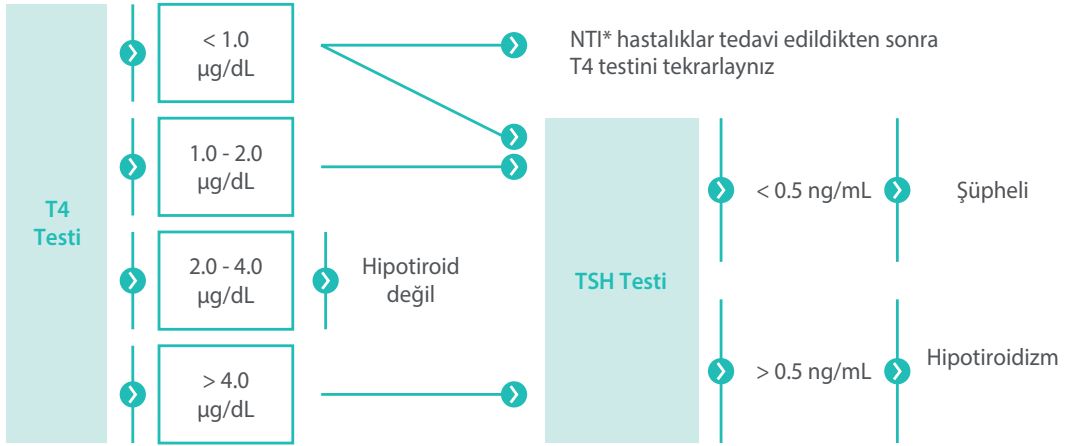 T4
Testi
< 1.0
µg/dL
1.0 - 2.0
µg/dL
2.0 - 4.0
µg/dL
> 4.0
µg/dL
Hipotiroid
değil
NTI* hastalıklar tedavi edildikten sonra
T4 testini tekrarlaynız
TSH Testi
< 0.5 ng/mL
Şüpheli
> 0.5 ng/mL
Hipotiroidizm